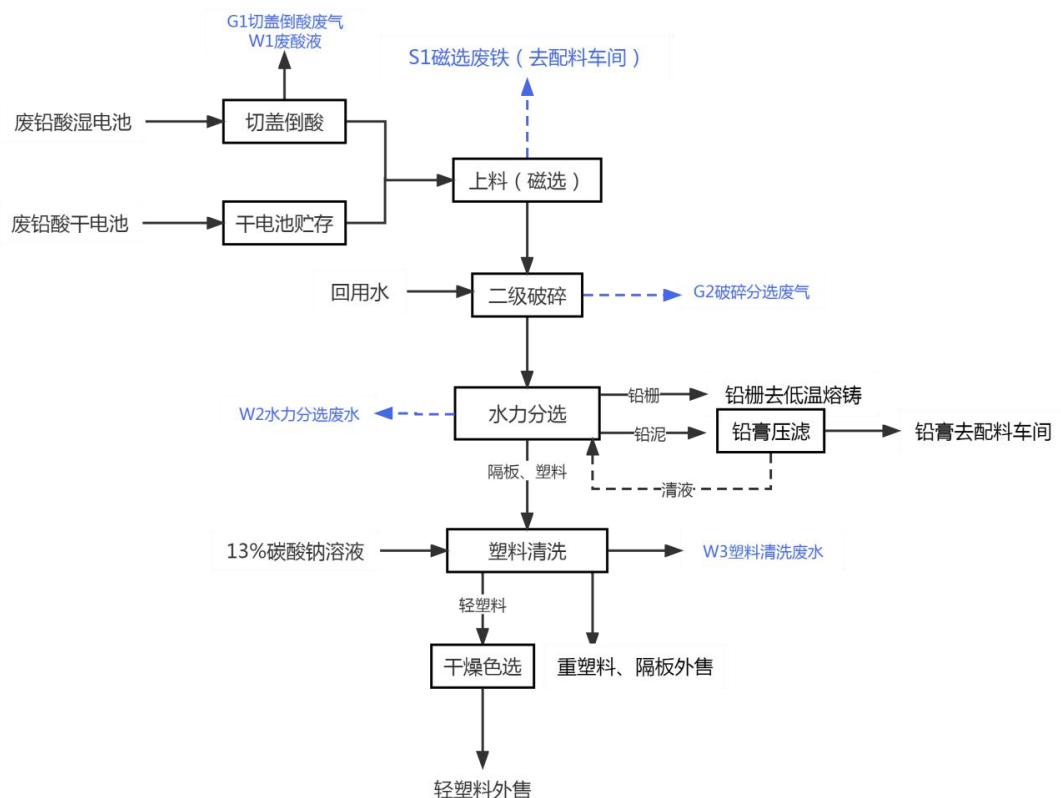 G1切盖倒酸废气
W1废酸液
S1磁选废铁（去配料车间）
废铅酸湿电池
切盖倒酸
上料（磁选）
废铅酸干电池
干电池贮存
回用水
二级破碎
G2破碎分选废气
W2水力分选废水
水力分选
铅栅
铅栅去低温熔铸
铅泥
铅膏压滤
铅膏去配料车间
隔板、塑料
清液
13%碳酸钠溶液
塑料清洗
W3塑料清洗废水
轻塑料
干燥色选
重塑料、隔板外售
轻塑料外售